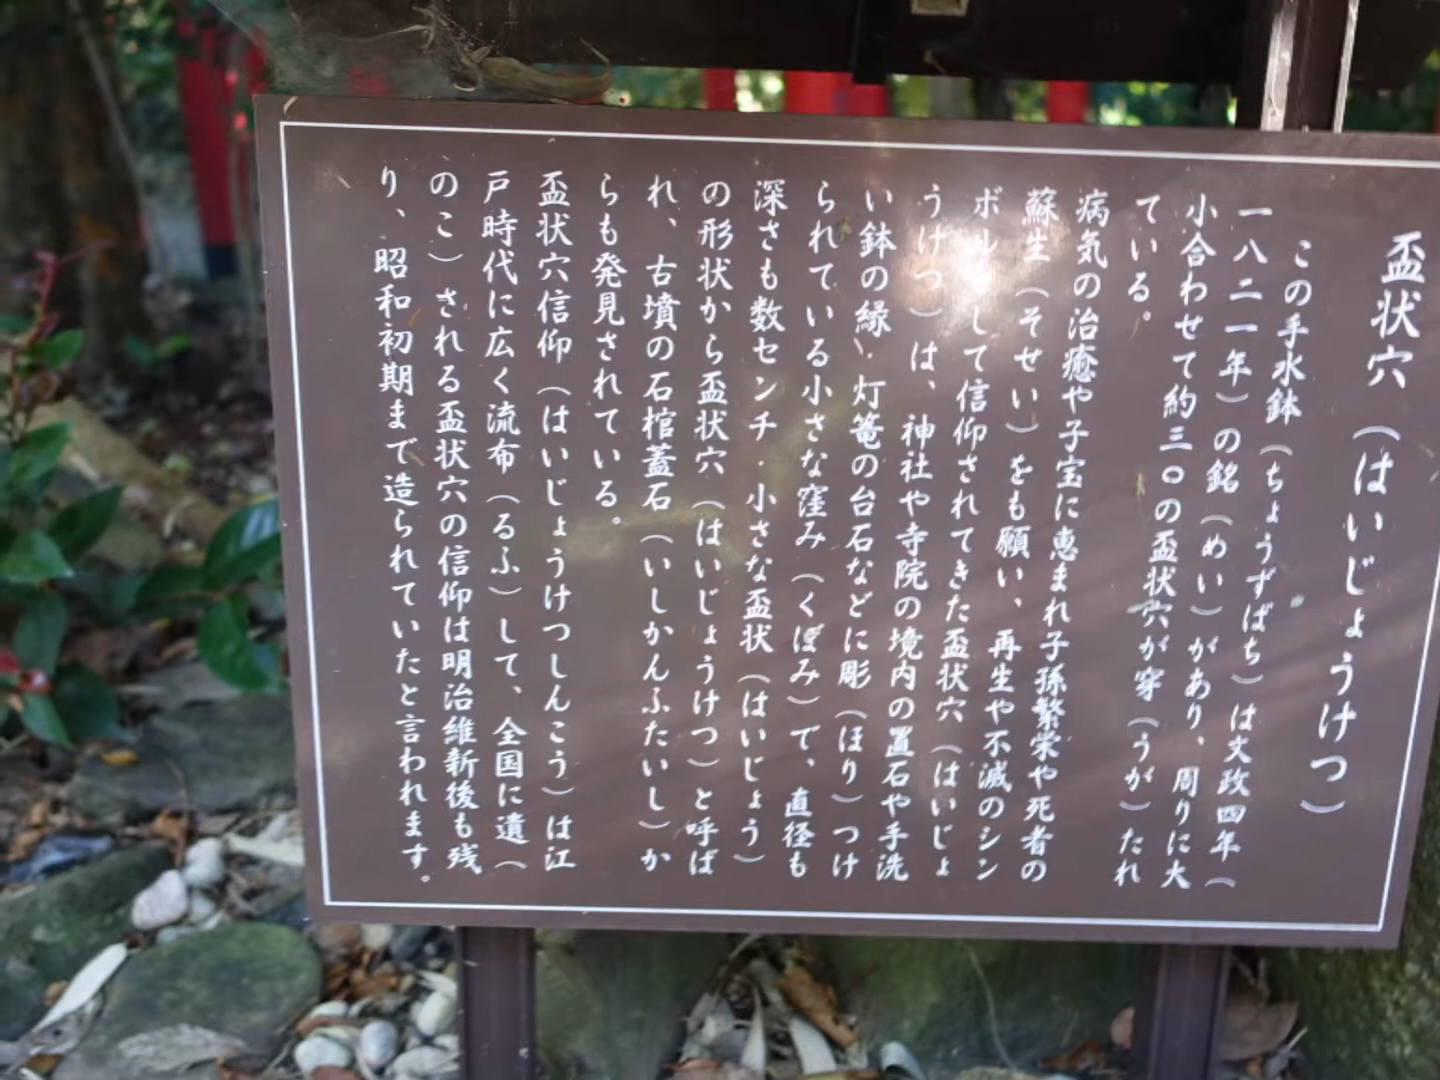 盃状穴（はいじょうけつ）
この手水鉢（ちょうずばち）は文政四年（
一八二一年）の銘（めい）があり、周りに大
小合わせて約三〇の盃状穴が穿（うが）たれ
ている。
病気の治癒や子宝に恵まれ子孫繁栄や死者の
蘇生（そせい）をも願い、再生や不滅のシン
ボルとして信仰されてきた盃状穴（はいじょ
うけつ）は、神社や寺院の境内の置石や手洗
い鉢の縁、灯篭の台石などに彫（ほり）つけ
られている小さな窪み（くぼみ）で、直径も
深さも数センチ・小さな盃状（はいじょう）
の形状から盃状穴（はいじょうけつ）と呼ば
れ、古墳の石棺蓋石（いしかんふたいし）か
らも発見されている。
盃状穴信仰（はいじょうけつしんこう）は江
戸時代に広く流布（るふ）して、全国に遺（
のこ）される盃状穴の信仰は明治維新後も残
り、昭和初期まで造られていたと言われます。